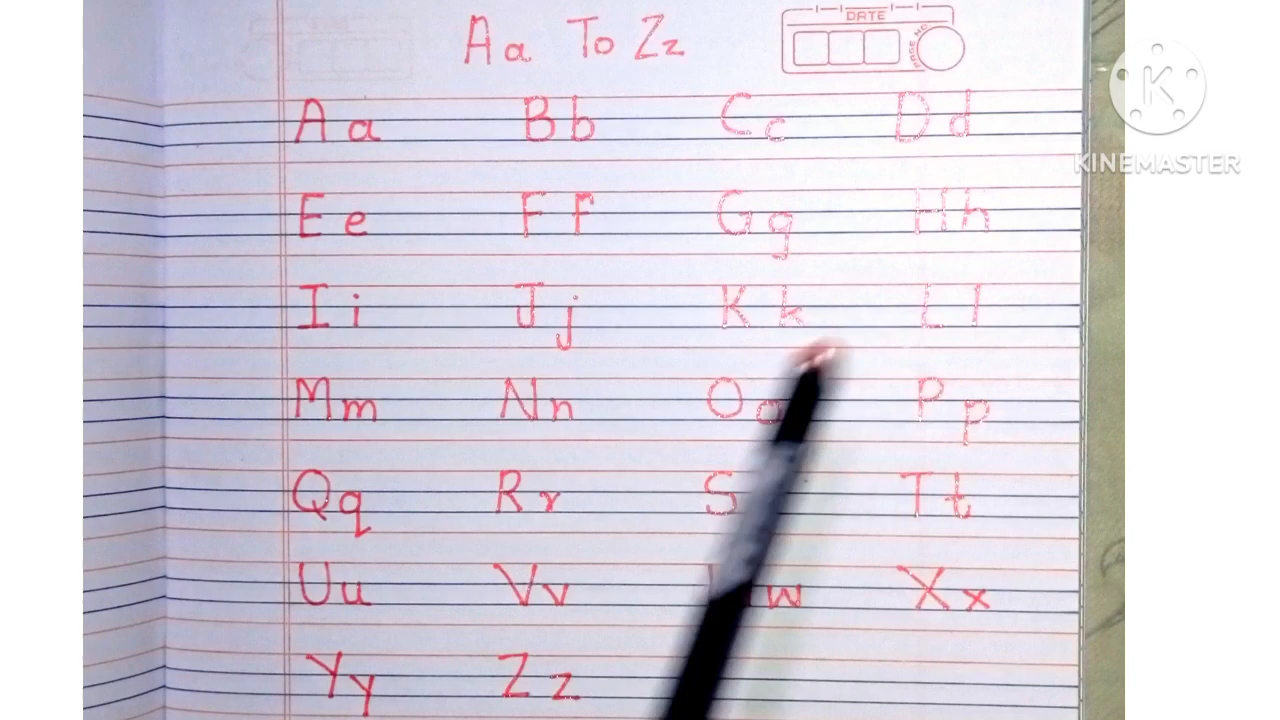 Aa To Zz
DATE
PAGE NO.
Aa Bb Cc Dd
Ee Ff Gg Hh
Ii Jj Kk Ll
Mm Nn Oo Pp
Qq Rr S Tt
Uu Vv w Xx
Yy Zz
K
KINEMASTER